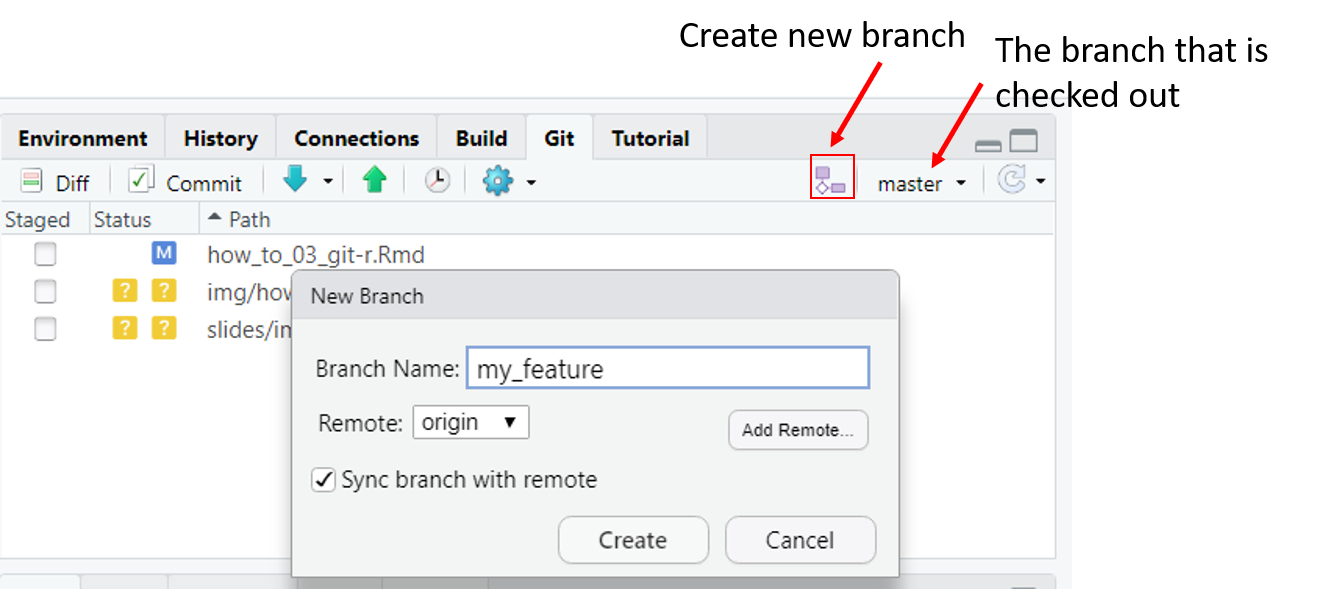 Create new branch
The branch that is
checked out
Environment History Connections Build Git Tutorial
Diff Commit master
Staged Status Path
M how_to_03_git-r.Rmd
? ? img/how
? ? slides/im
New Branch
Branch Name: my_feature
Remote: origin Add Remote...
Sync branch with remote
Create Cancel